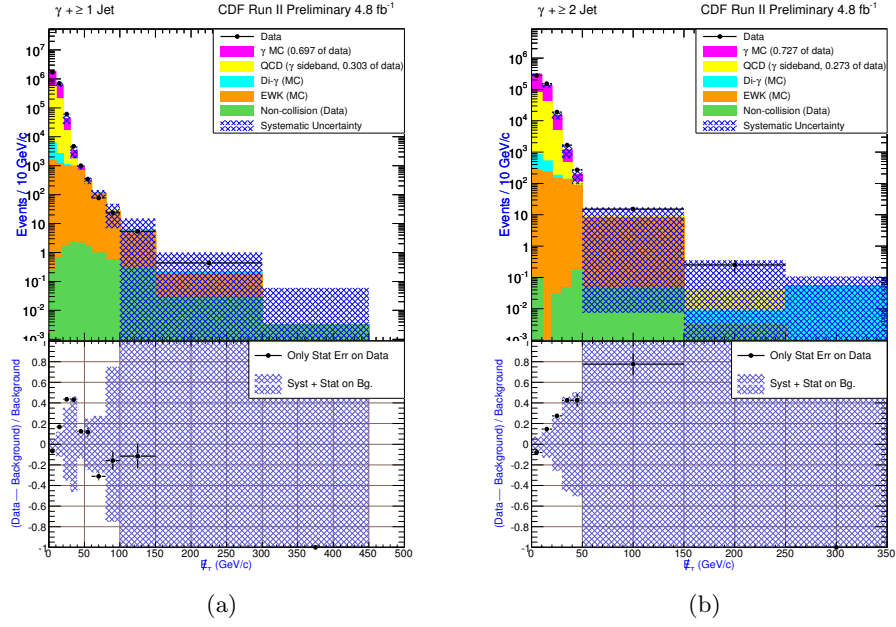 γ + ≥ 1 Jet CDF Run II Preliminary 4.8 fb⁻¹
Events / 10 GeV/c
10⁷
10⁶
10⁵
10⁴
10³
10²
10
1
10⁻¹
10⁻²
10⁻³
Data
γ MC (0.697 of data)
QCD (γ sideband, 0.303 of data)
Di-γ (MC)
EWK (MC)
Non-collision (Data)
Systematic Uncertainty
(Data — Background) / Background
1
0.8
0.6
0.4
0.2
0
-0.2
-0.4
-0.6
-0.8
-1
Only Stat Err on Data
Syst + Stat on Bg.
0 50 100 150 200 250 300 350 400 450 500
E̸_T (GeV/c)
(a)
γ + ≥ 2 Jet CDF Run II Preliminary 4.8 fb⁻¹
Events / 10 GeV/c
10⁶
10⁵
10⁴
10³
10²
10
1
10⁻¹
10⁻²
10⁻³
Data
γ MC (0.727 of data)
QCD (γ sideband, 0.273 of data)
Di-γ (MC)
EWK (MC)
Non-collision (Data)
Systematic Uncertainty
(Data — Background) / Background
1
0.8
0.6
0.4
0.2
0
-0.2
-0.4
-0.6
-0.8
-1
Only Stat Err on Data
Syst + Stat on Bg.
0 50 100 150 200 250 300 350
E̸_T (GeV/c)
(b)